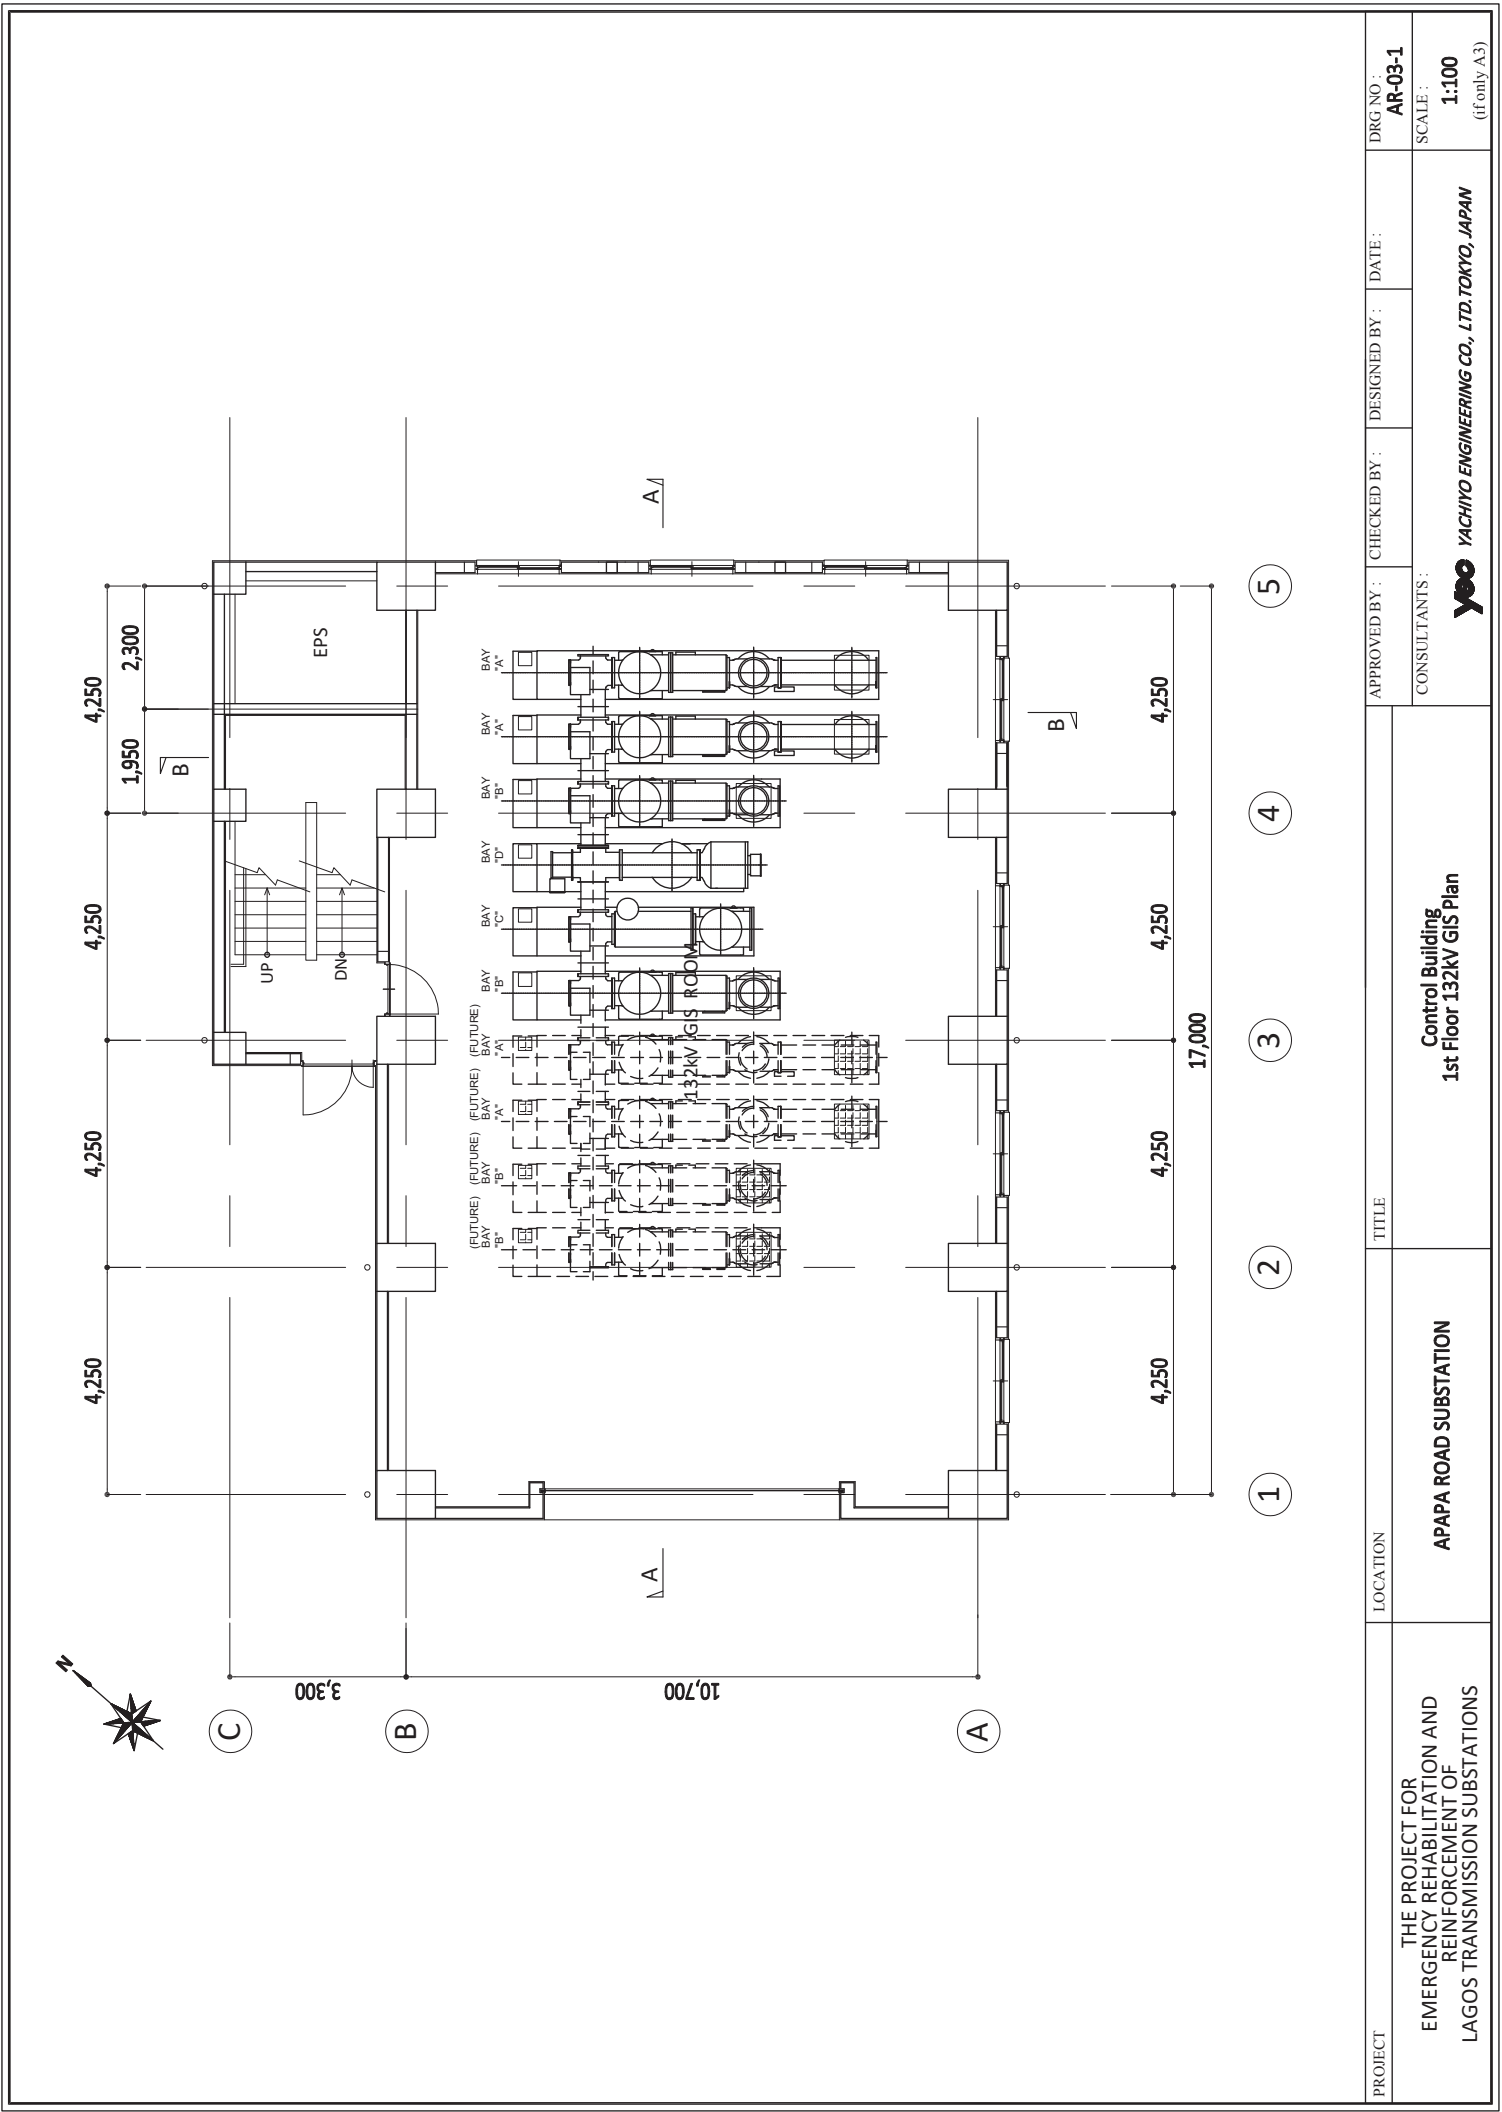 N
4,250
4,250
4,250
4,250
1,950
2,300
B
C
B
A
3,300
10,700
UP
DN
EPS
A
A
(FUTURE)
BAY
"B"
(FUTURE)
BAY
"B"
(FUTURE)
BAY
"A"
(FUTURE)
BAY
"A"
BAY
"B"
BAY
"C"
BAY
"D"
BAY
"B"
BAY
"A"
BAY
"A"
132kV GIS ROOM
B
4,250
4,250
4,250
4,250
17,000
1
2
3
4
5
PROJECT
THE PROJECT FOR
EMERGENCY REHABILITATION AND
REINFORCEMENT OF
LAGOS TRANSMISSION SUBSTATIONS
LOCATION
APAPA ROAD SUBSTATION
TITLE
Control Building
1st Floor 132kV GIS Plan
APPROVED BY :
CHECKED BY :
DESIGNED BY :
DATE :
CONSULTANTS :
yec YACHIYO ENGINEERING CO., LTD.TOKYO, JAPAN
DRG NO :
AR-03-1
SCALE :
1:100
(if only A3)